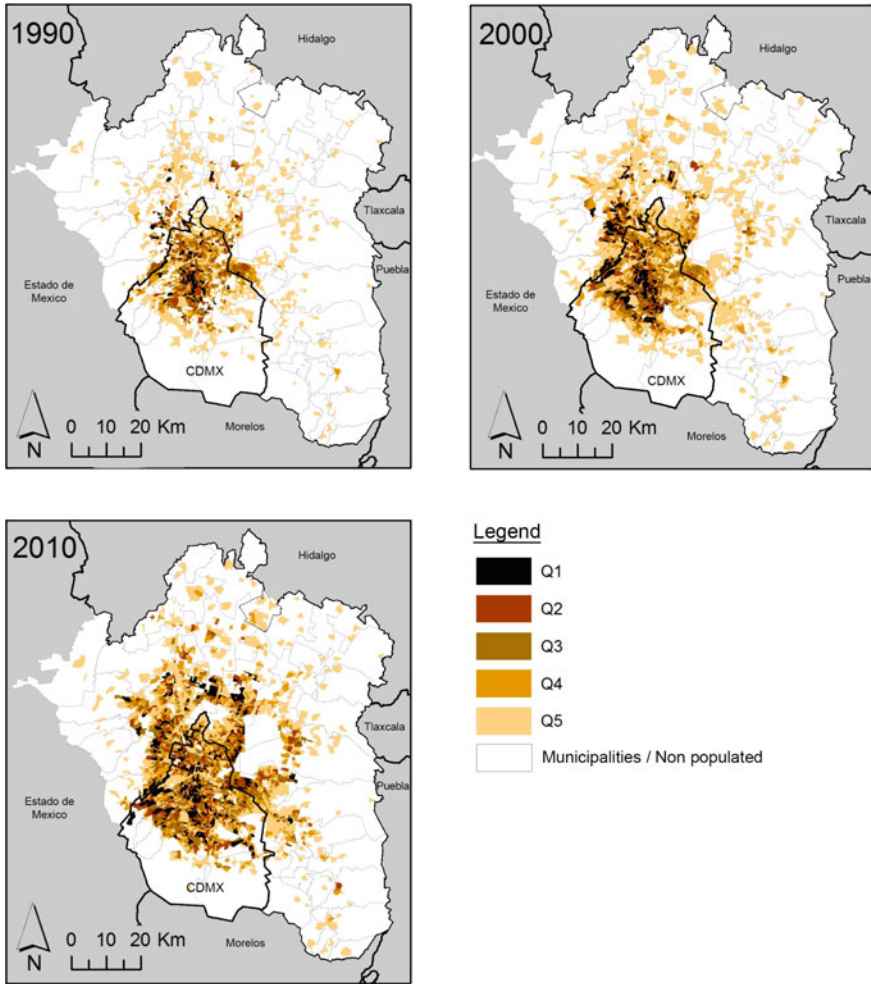 1990
Hidalgo
Tlaxcala
Puebla
Estado de
Mexico
CDMX
0 10 20 Km
N
Morelos
2000
Hidalgo
Tlaxcala
Puebla
Estado de
Mexico
CDMX
0 10 20 Km
N
Morelos
2010
Hidalgo
Tlaxcala
Puebla
Estado de
Mexico
CDMX
0 10 20 Km
N
Morelos
Legend
Q1
Q2
Q3
Q4
Q5
Municipalities / Non populated